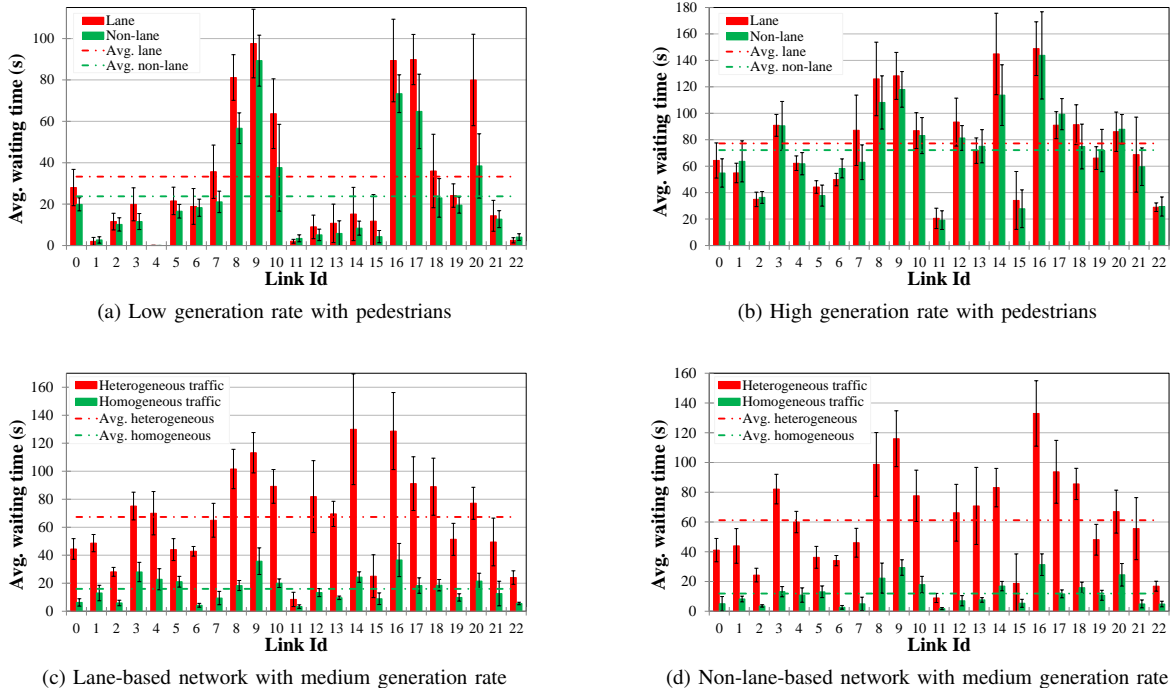 Avg. waiting time (s)
100
80
60
40
20
0
Lane
Non-lane
Avg. lane
Avg. non-lane
0 1 2 3 4 5 6 7 8 9 10 11 12 13 14 15 16 17 18 19 20 21 22
Link Id
(a) Low generation rate with pedestrians
Avg. waiting time (s)
180
160
140
120
100
80
60
40
20
0
Lane
Non-lane
Avg. lane
Avg. non-lane
0 1 2 3 4 5 6 7 8 9 10 11 12 13 14 15 16 17 18 19 20 21 22
Link Id
(b) High generation rate with pedestrians
Avg. waiting time (s)
160
140
120
100
80
60
40
20
0
Heterogeneous traffic
Homogeneous traffic
Avg. heterogeneous
Avg. homogeneous
0 1 2 3 4 5 6 7 8 9 10 11 12 13 14 15 16 17 18 19 20 21 22
Link Id
(c) Lane-based network with medium generation rate
Avg. waiting time (s)
160
140
120
100
80
60
40
20
0
Heterogeneous traffic
Homogeneous traffic
Avg. heterogeneous
Avg. homogeneous
0 1 2 3 4 5 6 7 8 9 10 11 12 13 14 15 16 17 18 19 20 21 22
Link Id
(d) Non-lane-based network with medium generation rate